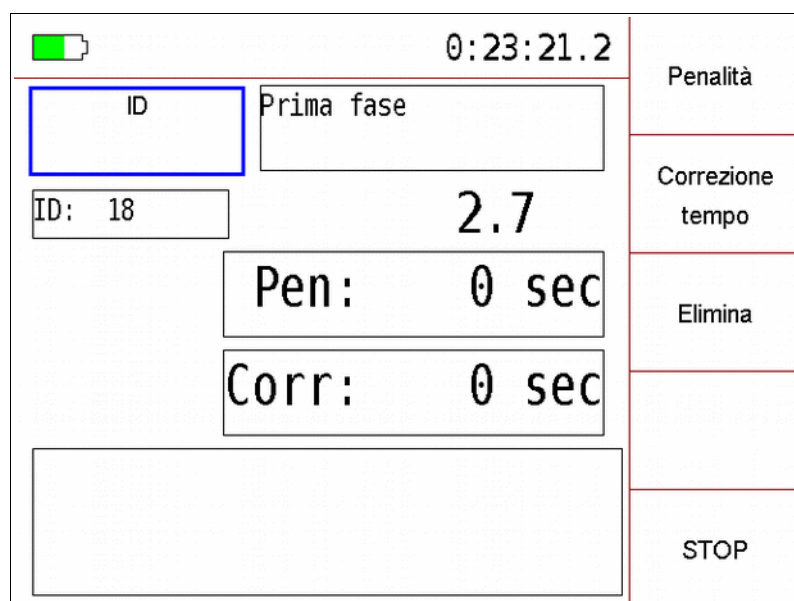 0:23:21.2
ID
Prima fase
ID: 18
2.7
Pen: 0 sec
Corr: 0 sec
Penalità
Correzione
tempo
Elimina
STOP